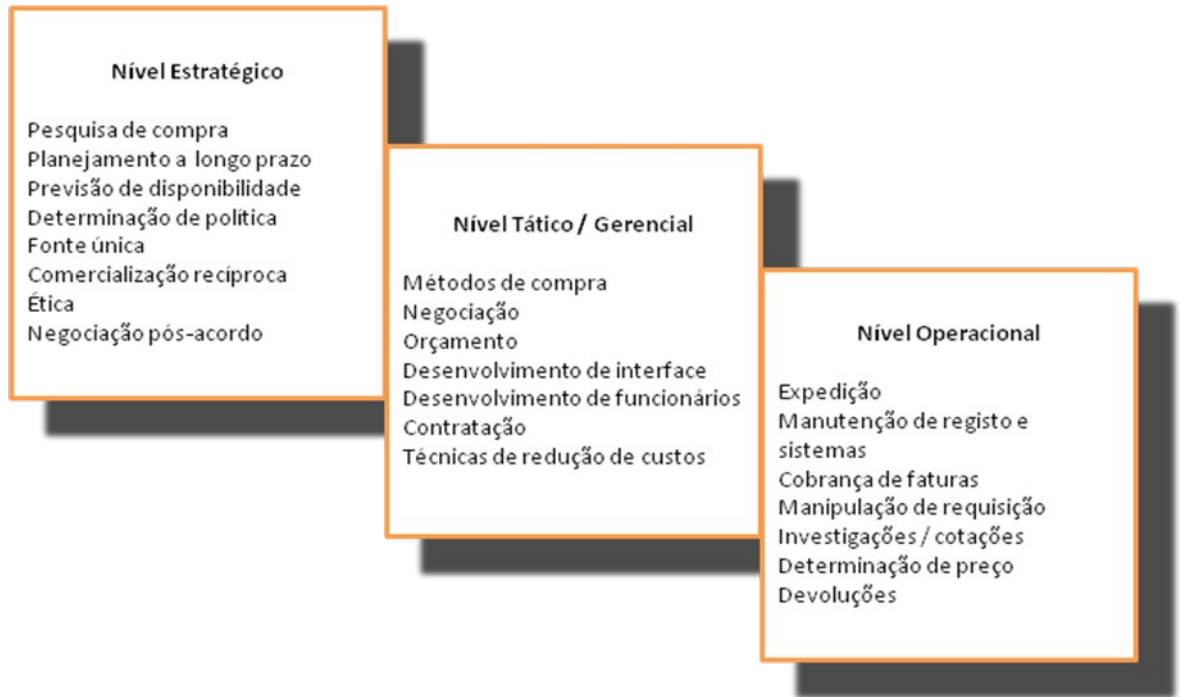 Nível Estratégico
Pesquisa de compra
Planejamento a longo prazo
Previsão de disponibilidade
Determinação de política
Fonte única
Comercialização recíproca
Ética
Negociação pós-acordo
Nível Tático / Gerencial
Métodos de compra
Negociação
Orçamento
Desenvolvimento de interface
Desenvolvimento de funcionários
Contratação
Técnicas de redução de custos
Nível Operacional
Expedição
Manutenção de registo e
sistemas
Cobrança de faturas
Manipulação de requisição
Investigações / cotações
Determinação de preço
Devoluções